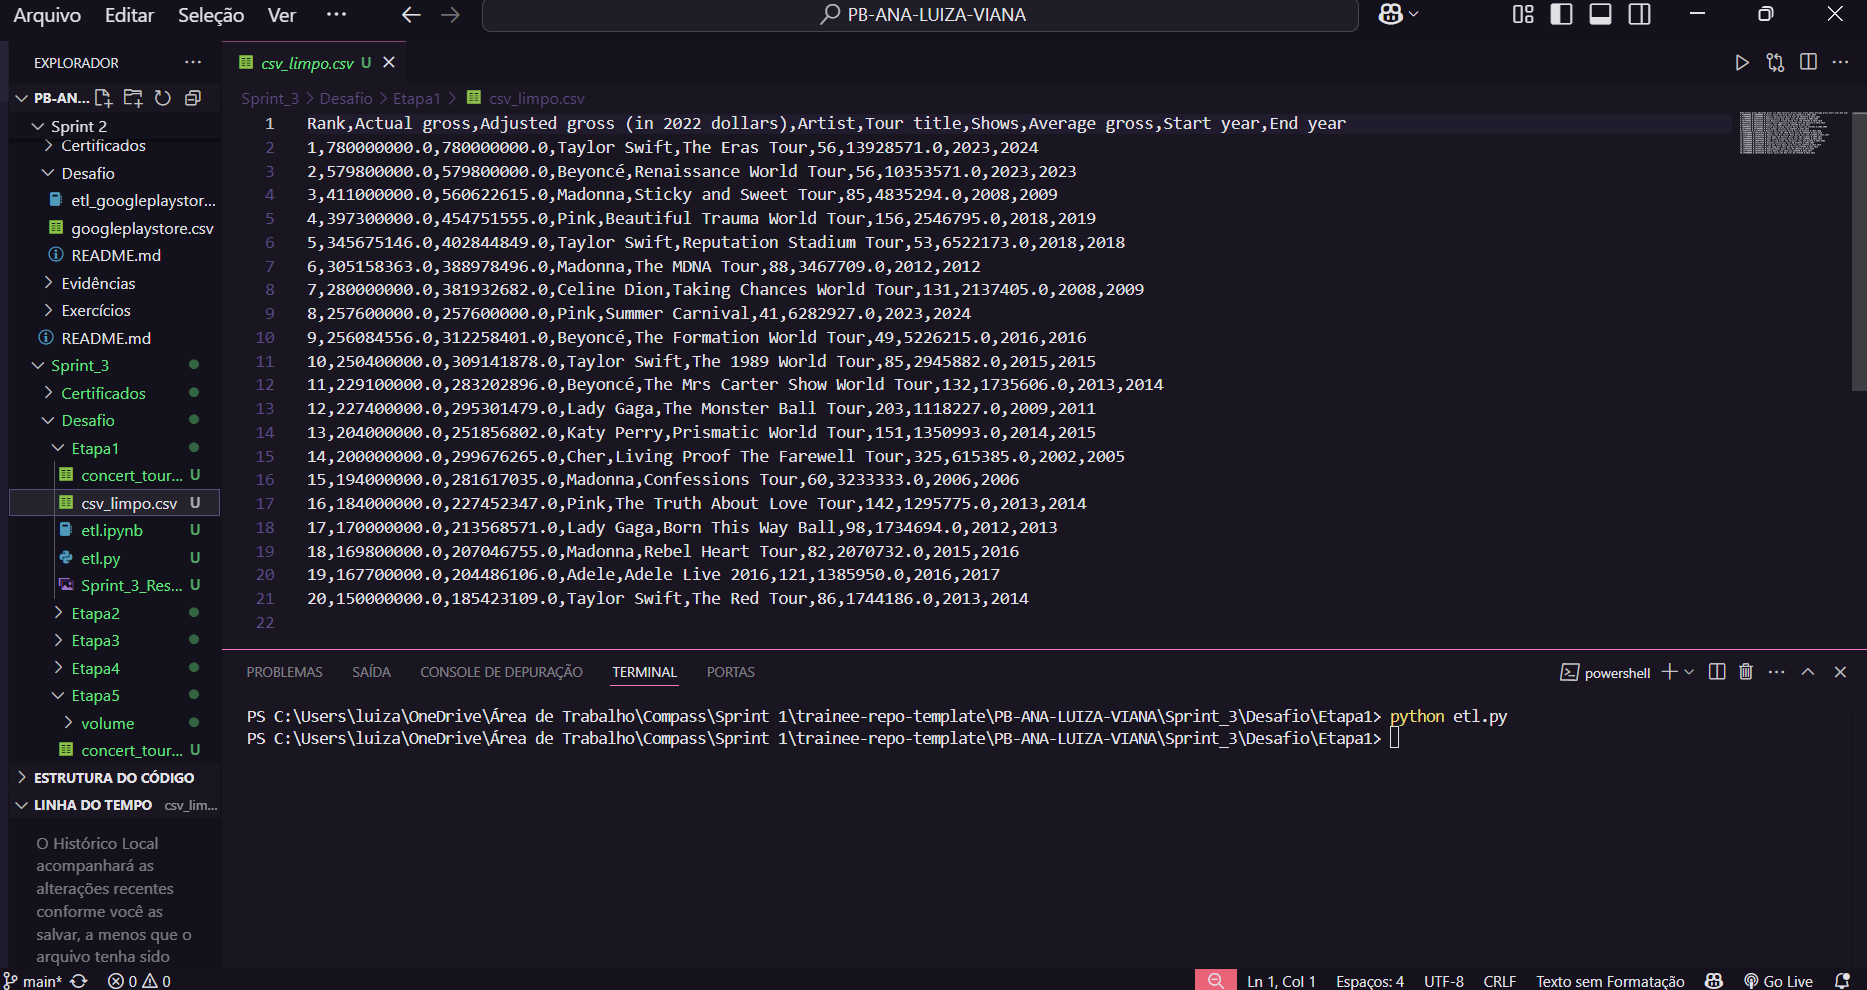 Arquivo Editar Seleção Ver ···
PB-ANA-LUIZA-VIANA
EXPLORADOR ···
PB-AN...
Sprint 2
Certificados
Desafio
etl_googleplaystor...
googleplaystore.csv
README.md
Evidências
Exercícios
README.md
Sprint_3
Certificados
Desafio
Etapa1
concert_tour... U
csv_limpo.csv U
etl.ipynb U
etl.py U
Sprint_3_Res... U
Etapa2
Etapa3
Etapa4
Etapa5
volume
concert_tour... U
ESTRUTURA DO CÓDIGO
LINHA DO TEMPO csv_lim...
O Histórico Local
acompanhará as
alterações recentes
conforme você as
salvar, a menos que o
arquivo tenha sido
csv_limpo.csv U
Sprint_3 > Desafio > Etapa1 > csv_limpo.csv
1 Rank,Actual gross,Adjusted gross (in 2022 dollars),Artist,Tour title,Shows,Average gross,Start year,End year
2 1,780000000.0,780000000.0,Taylor Swift,The Eras Tour,56,13928571.0,2023,2024
3 2,579800000.0,579800000.0,Beyoncé,Renaissance World Tour,56,10353571.0,2023,2023
4 3,411000000.0,560622615.0,Madonna,Sticky and Sweet Tour,85,4835294.0,2008,2009
5 4,397300000.0,454751555.0,Pink,Beautiful Trauma World Tour,156,2546795.0,2018,2019
6 5,345675146.0,402844849.0,Taylor Swift,Reputation Stadium Tour,53,6522173.0,2018,2018
7 6,305158363.0,388978496.0,Madonna,The MDNA Tour,88,3467709.0,2012,2012
8 7,280000000.0,381932682.0,Celine Dion,Taking Chances World Tour,131,2137405.0,2008,2009
9 8,257600000.0,257600000.0,Pink,Summer Carnival,41,6282927.0,2023,2024
10 9,256084556.0,312258401.0,Beyoncé,The Formation World Tour,49,5226215.0,2016,2016
11 10,250400000.0,309141878.0,Taylor Swift,The 1989 World Tour,85,2945882.0,2015,2015
12 11,229100000.0,283202896.0,Beyoncé,The Mrs Carter Show World Tour,132,1735606.0,2013,2014
13 12,227400000.0,295301479.0,Lady Gaga,The Monster Ball Tour,203,1118227.0,2009,2011
14 13,204000000.0,251856802.0,Katy Perry,Prismatic World Tour,151,1350993.0,2014,2015
15 14,200000000.0,299676265.0,Cher,Living Proof The Farewell Tour,325,615385.0,2002,2005
16 15,194000000.0,281617035.0,Madonna,Confessions Tour,60,3233333.0,2006,2006
17 16,184000000.0,227452347.0,Pink,The Truth About Love Tour,142,1295775.0,2013,2014
18 17,170000000.0,213568571.0,Lady Gaga,Born This Way Ball,98,1734694.0,2012,2013
19 18,169800000.0,207046755.0,Madonna,Rebel Heart Tour,82,2070732.0,2015,2016
20 19,167700000.0,204486106.0,Adele,Adele Live 2016,121,1385950.0,2016,2017
21 20,150000000.0,185423109.0,Taylor Swift,The Red Tour,86,1744186.0,2013,2014
22
PROBLEMAS SAÍDA CONSOLE DE DEPURAÇÃO TERMINAL PORTAS
powershell
PS C:\Users\luiza\OneDrive\Área de Trabalho\Compass\Sprint 1\trainee-repo-template\PB-ANA-LUIZA-VIANA\Sprint_3\Desafio\Etapa1> python etl.py
PS C:\Users\luiza\OneDrive\Área de Trabalho\Compass\Sprint 1\trainee-repo-template\PB-ANA-LUIZA-VIANA\Sprint_3\Desafio\Etapa1>
main* 0 0 Ln 1, Col 1 Espaços: 4 UTF-8 CRLF Texto sem Formatação Go Live